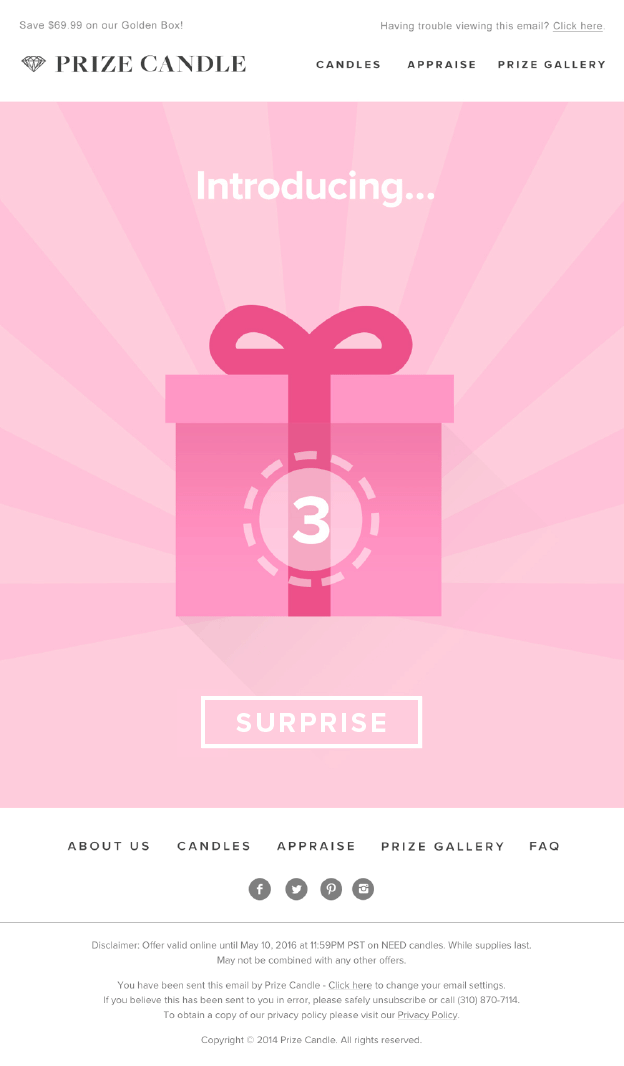 Save $69.99 on our Golden Box!
Having trouble viewing this email? Click here
PRIZE CANDLE
CANDLES APPRAISE PRIZE GALLERY
Introducing...
3
SURPRISE
ABOUT US CANDLES APPRAISE PRIZE GALLERY FAQ
Disclaimer: Offer valid online until May 10, 2016 at 11:59PM PST on NEED candles. While supplies last.
May not be combined with any other offers.
You have been sent this email by Prize Candle - Click here to change your email settings.
If you believe this has been sent to you in error, please safely unsubscribe or call (310) 870-7114.
To obtain a copy of our privacy policy please visit our Privacy Policy.
Copyright © 2014 Prize Candle. All rights reserved.